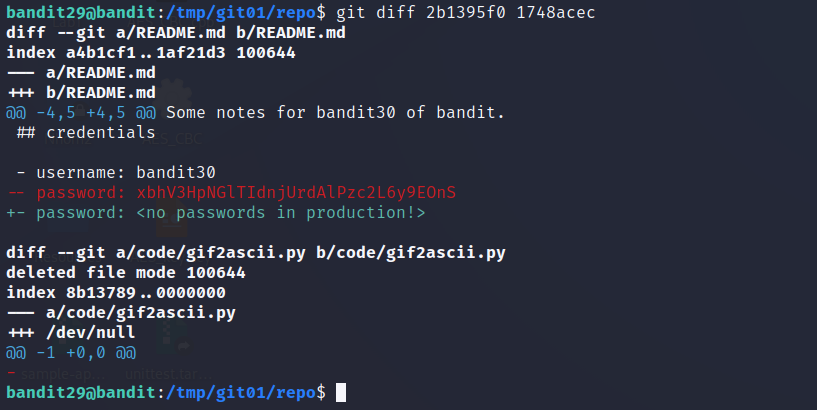 bandit29@bandit:/tmp/git01/repo$ git diff 2b1395f0 1748acec
diff --git a/README.md b/README.md
index a4b1cf1..1af21d3 100644
--- a/README.md
+++ b/README.md
@@ -4,5 +4,5 @@ Some notes for bandit30 of bandit.
 ## credentials

 - username: bandit30
-- password: xbhV3HpNGlTIdnjUrdAlPzc2L6y9EOnS
+- password: <no passwords in production!>

diff --git a/code/gif2ascii.py b/code/gif2ascii.py
deleted file mode 100644
index 8b13789..0000000
--- a/code/gif2ascii.py
+++ /dev/null
@@ -1 +0,0 @@
-
bandit29@bandit:/tmp/git01/repo$